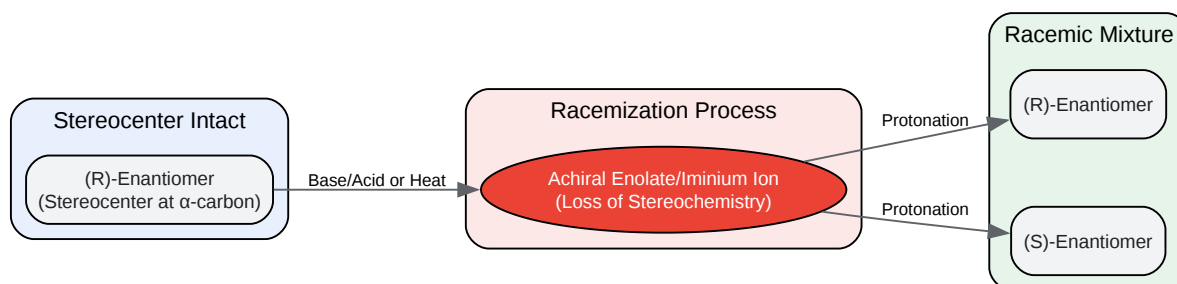 Stereocenter Intact
(R)-Enantiomer
(Stereocenter at α-carbon)
Base/Acid or Heat
Racemization Process
Achiral Enolate/Iminium Ion
(Loss of Stereochemistry)
Protonation
Protonation
Racemic Mixture
(R)-Enantiomer
(S)-Enantiomer